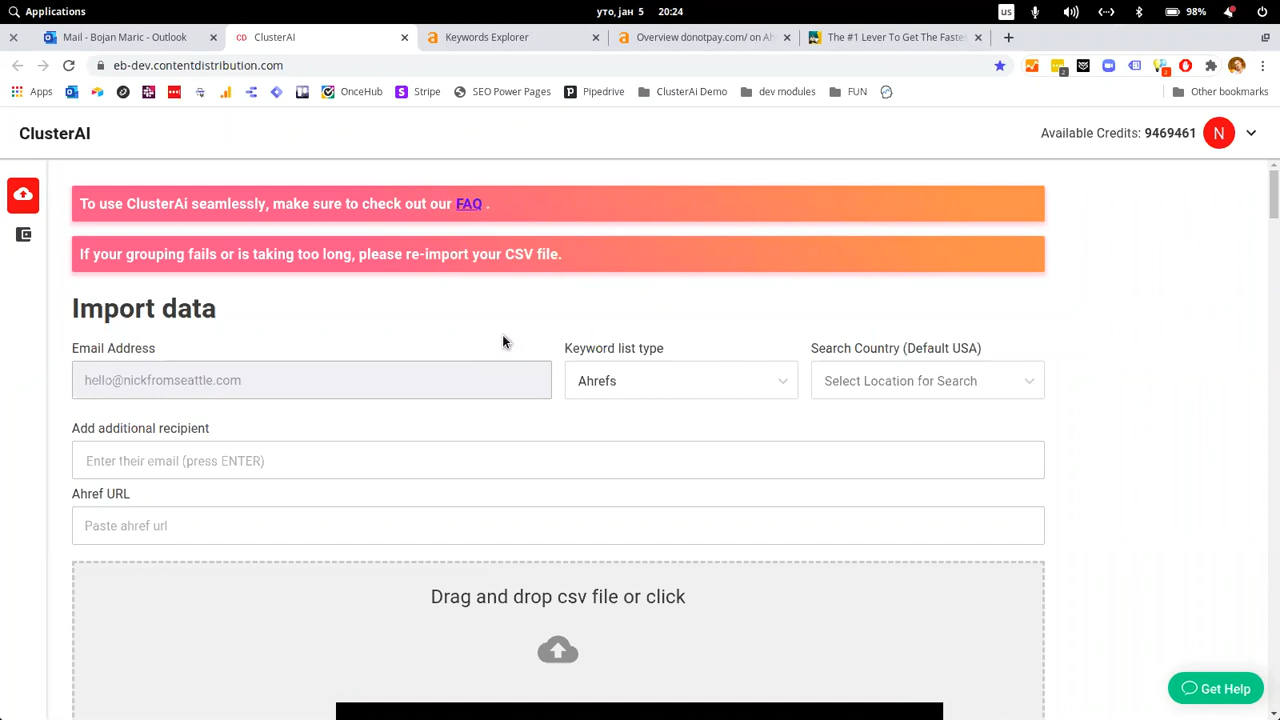 Applications
уто, јан 5 20:24
us
98%
Mail - Bojan Maric - Outlook
CD ClusterAI
Keywords Explorer
Overview donotpay.com/ on Ah
The #1 Lever To Get The Fastes
eb-dev.contentdistribution.com
2
2
Apps
OnceHub
Stripe
SEO Power Pages
Pipedrive
ClusterAi Demo
dev modules
FUN
Other bookmarks
ClusterAI
Available Credits: 9469461
N
To use ClusterAi seamlessly, make sure to check out our FAQ .
If your grouping fails or is taking too long, please re-import your CSV file.
Import data
Email Address
Keyword list type
Search Country (Default USA)
hello@nickfromseattle.com
Ahrefs
Select Location for Search
Add additional recipient
Enter their email (press ENTER)
Ahref URL
Paste ahref url
Drag and drop csv file or click
Get Help